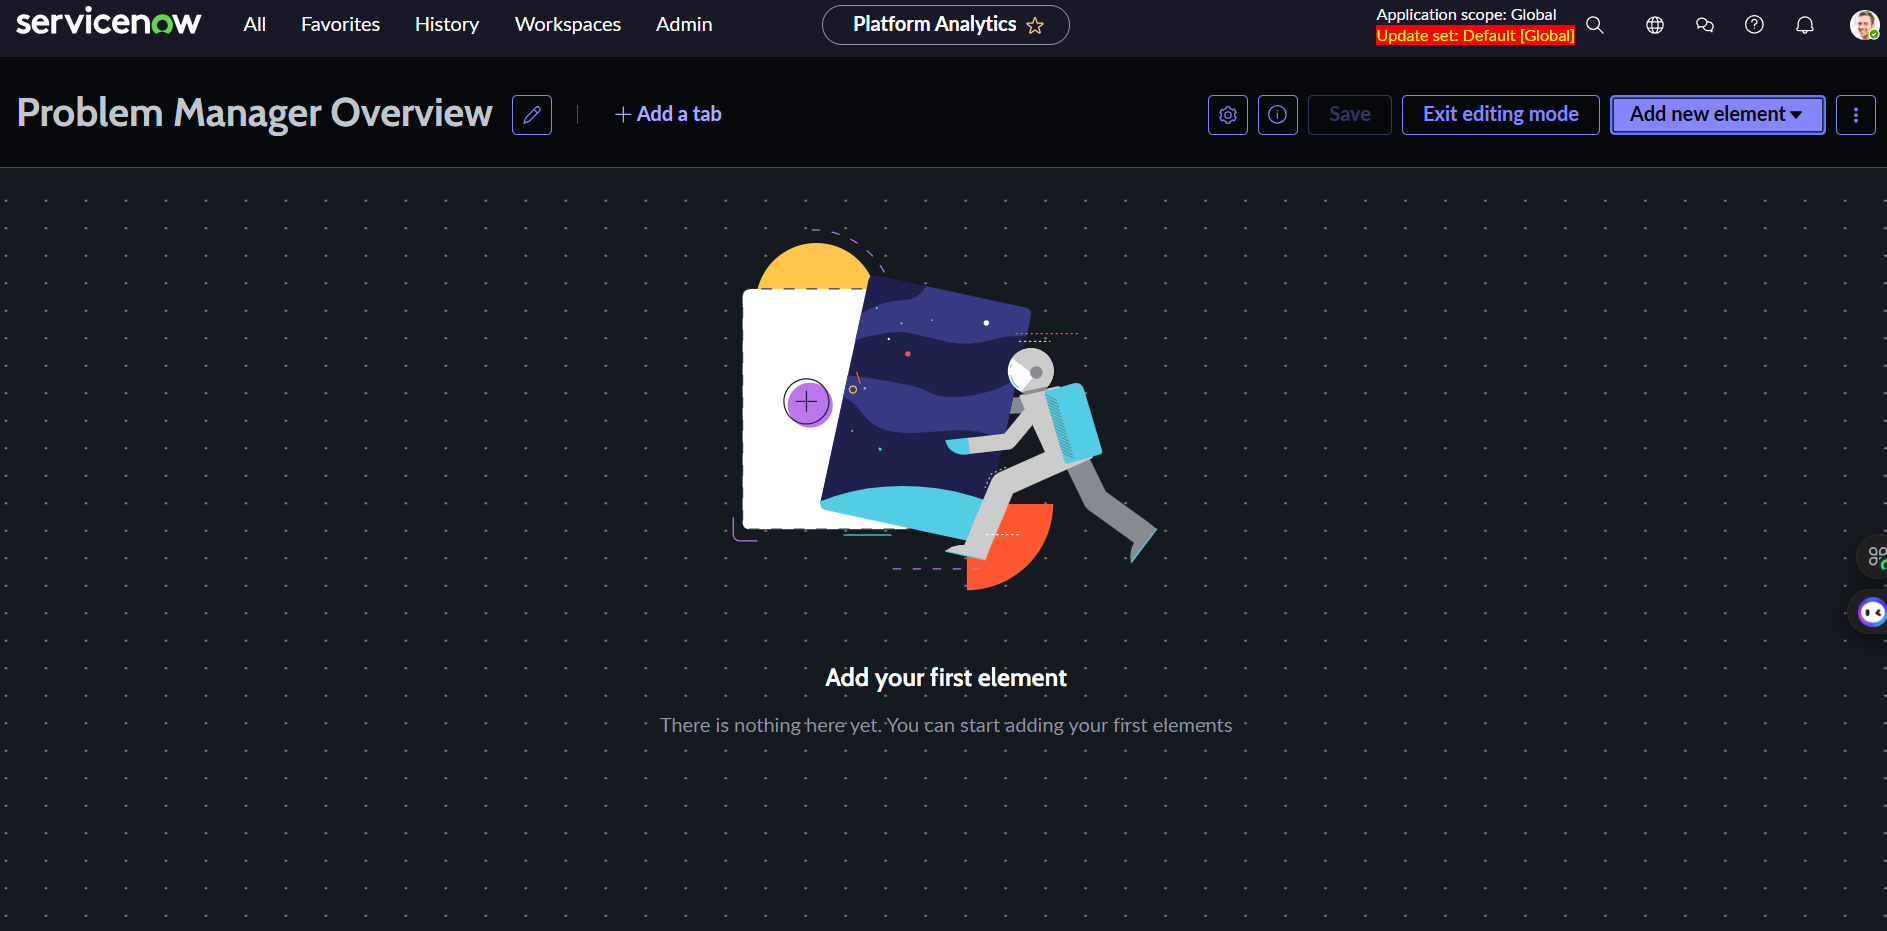 servicenow
All
Favorites
History
Workspaces
Admin
Platform Analytics
Application scope: Global
Update set: Default [Global]
Problem Manager Overview
Add a tab
Save
Exit editing mode
Add new element
Add your first element
There is nothing here yet. You can start adding your first elements